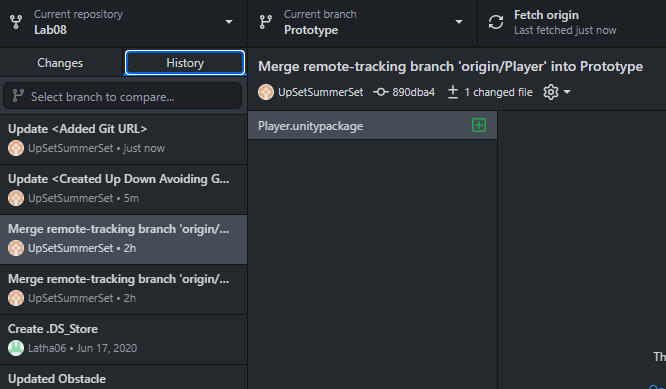 Current repository
Lab08
Current branch
Prototype
Fetch origin
Last fetched just now
Changes
History
Select branch to compare...
Update <Added Git URL>
UpSetSummerSet • just now
Update <Created Up Down Avoiding G...
UpSetSummerSet • 5m
Merge remote-tracking branch 'origin/...
UpSetSummerSet • 2h
Merge remote-tracking branch 'origin/...
UpSetSummerSet • 2h
Create .DS_Store
Latha06 • Jun 17, 2020
Updated Obstacle
Merge remote-tracking branch 'origin/Player' into Prototype
UpSetSummerSet 890dba4 1 changed file
Player.unitypackage
Th